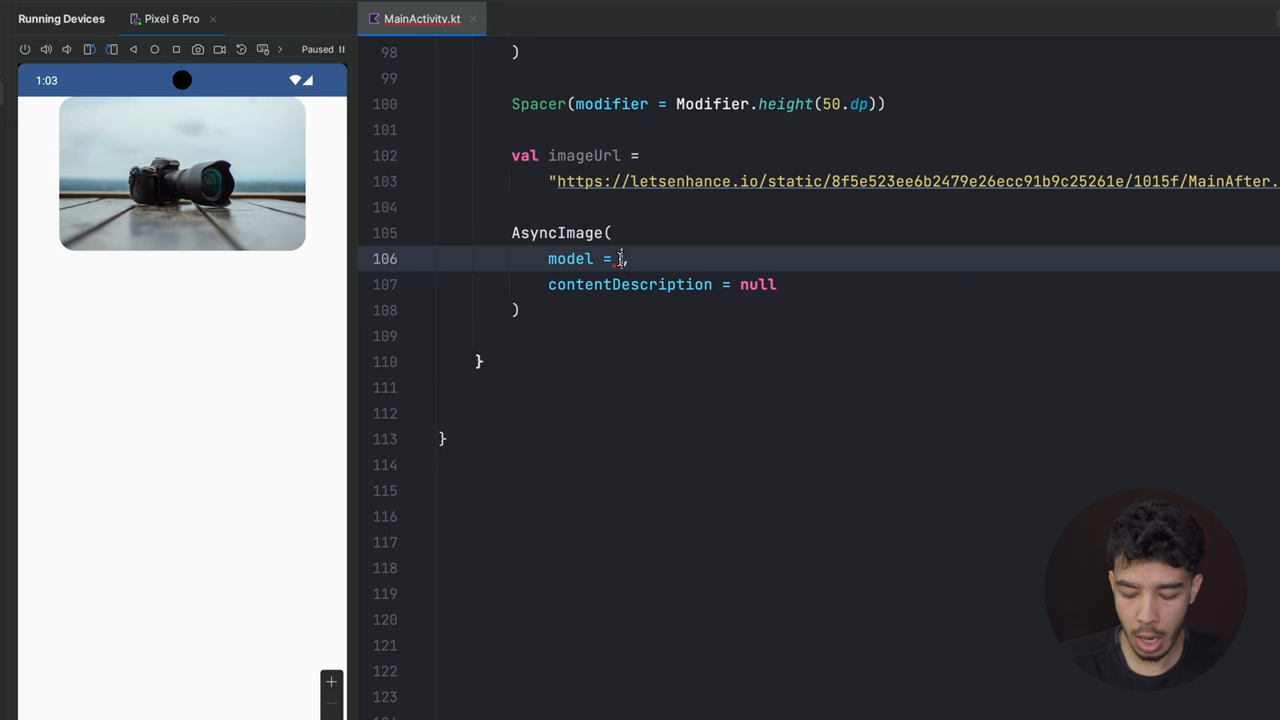 Running Devices
Pixel 6 Pro
MainActivity.kt
Paused
1:03
98 )
99
100 Spacer(modifier = Modifier.height(50.dp))
101
102 val imageUrl =
103 "https://letsenhance.io/static/8f5e523ee6b2479e26ecc91b9c25261e/1015f/MainAfter.
104
105 AsyncImage(
106 model = ,
107 contentDescription = null
108 )
109
110 }
111
112
113 }
114
115
116
117
118
119
120
121
122
123